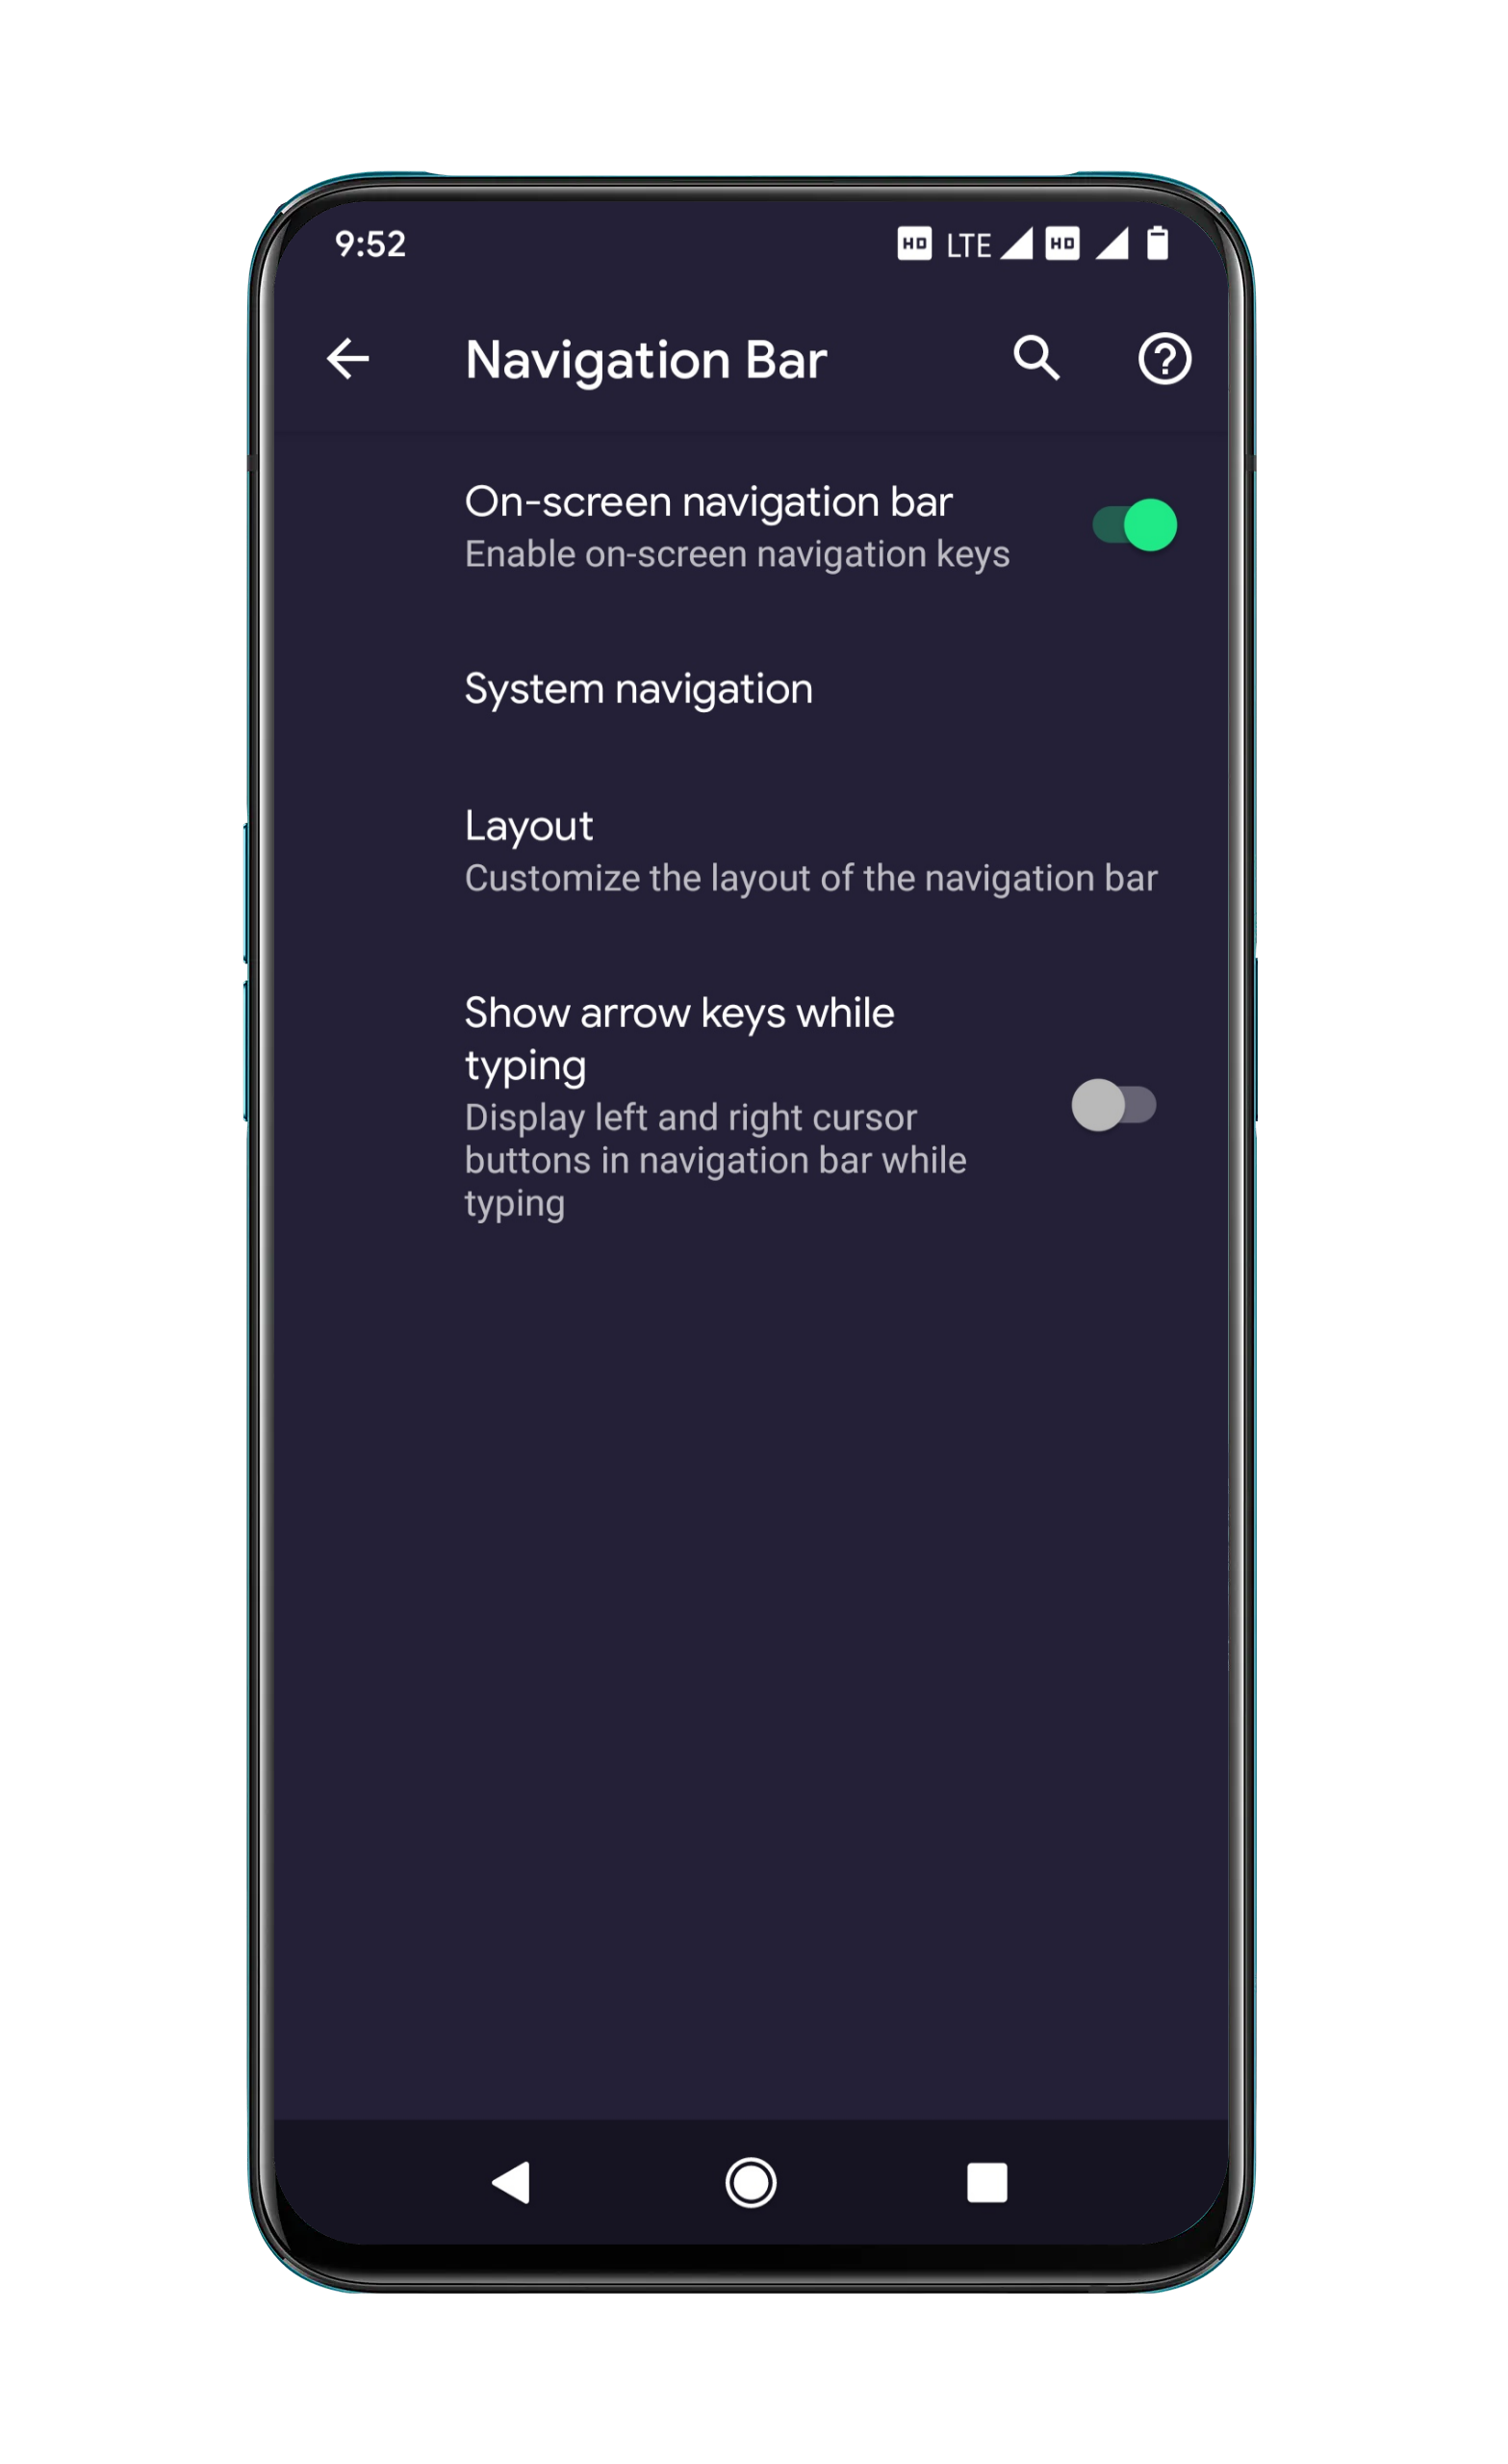 9:52 HD LTE HD
Navigation Bar
On-screen navigation bar
Enable on-screen navigation keys
System navigation
Layout
Customize the layout of the navigation bar
Show arrow keys while
typing
Display left and right cursor
buttons in navigation bar while
typing